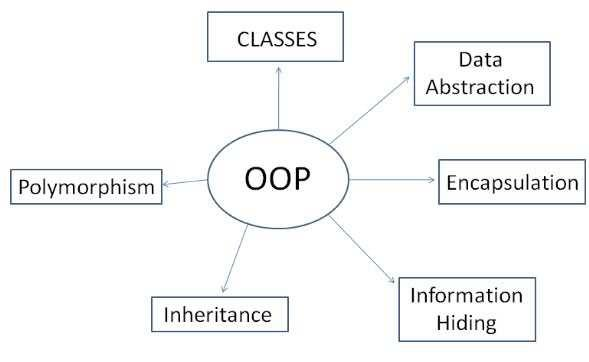 CLASSES
Data
Abstraction
OOP
Polymorphism
Encapsulation
Inheritance
Information
Hiding